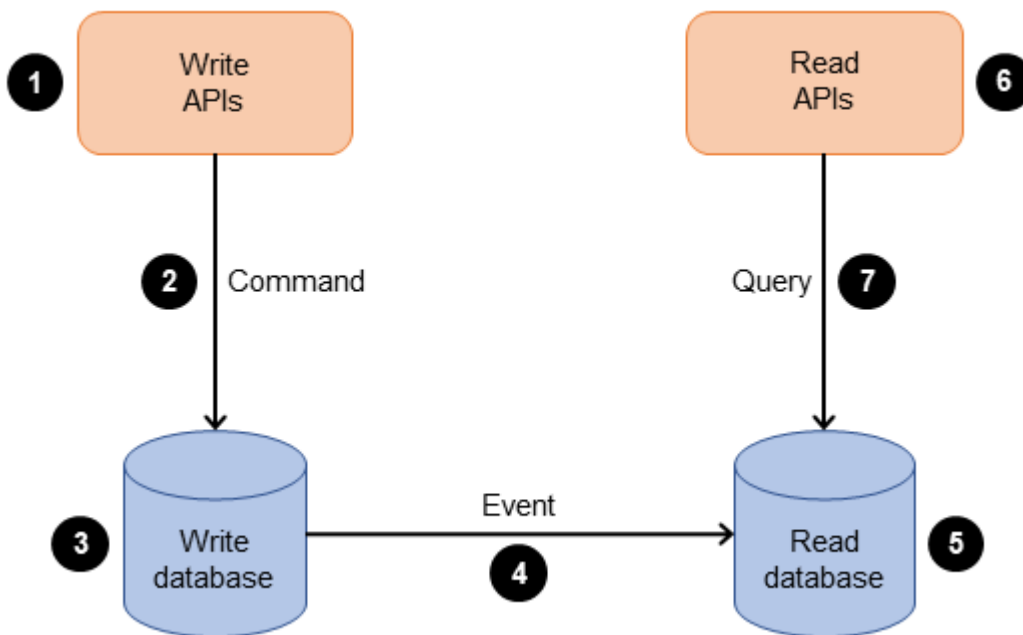 1
Write
APIs
Read
APIs
6
2
Command
Query
7
Event
3
Write
database
4
Read
database
5